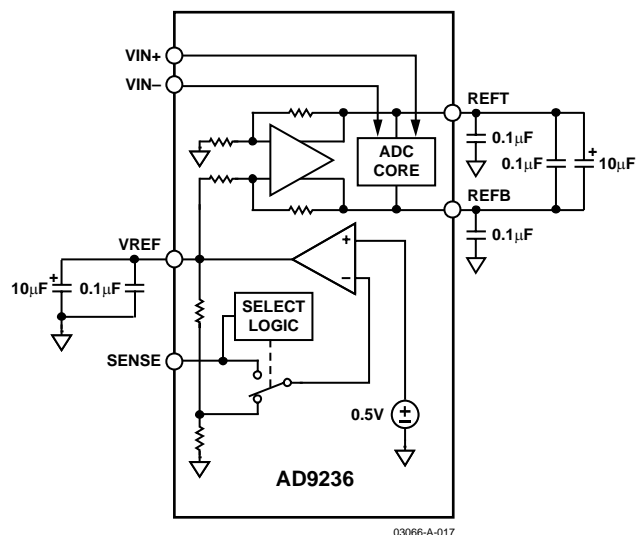 VIN+
VIN–
REFT
0.1µF
ADC
CORE
0.1µF
10µF
+
REFB
0.1µF
VREF
+
–
10µF
+
0.1µF
SELECT
LOGIC
SENSE
0.5V
+
–
AD9236
03066-A-017